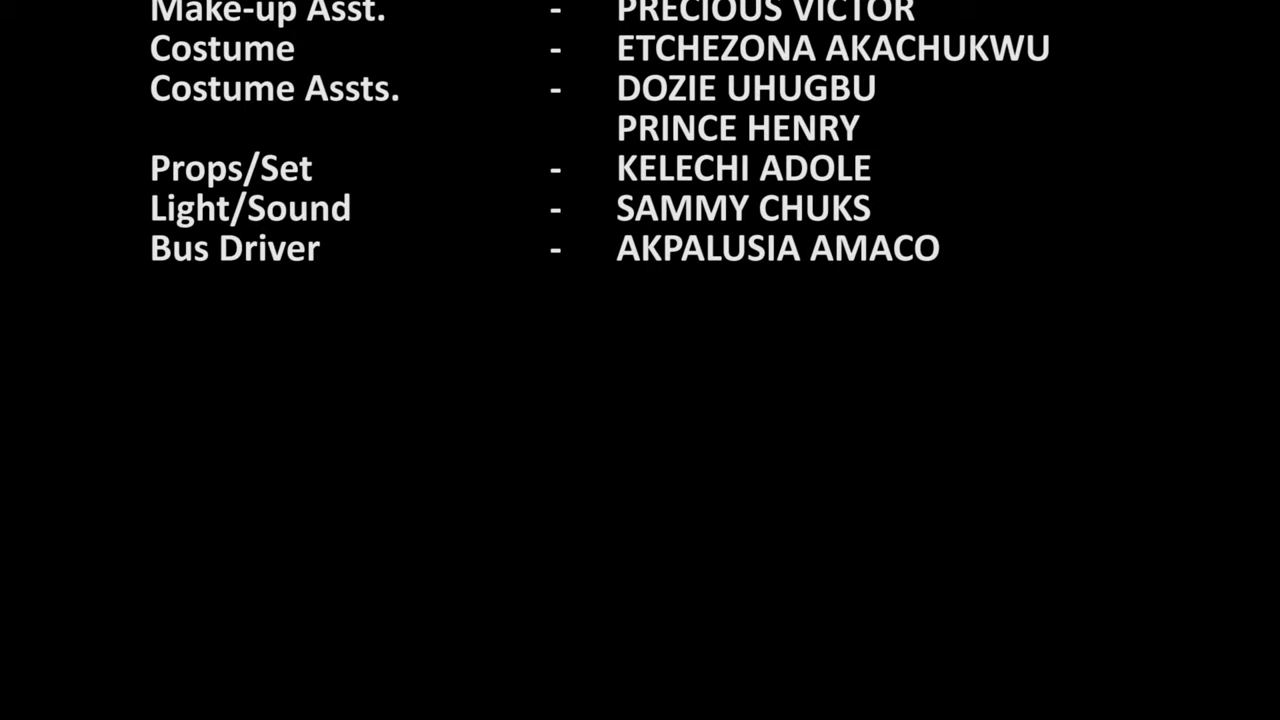 Make-up Asst. - PRECIOUS VICTOR
Costume - ETCHEZONA AKACHUKWU
Costume Assts. - DOZIE UHUGBU
PRINCE HENRY
Props/Set - KELECHI ADOLE
Light/Sound - SAMMY CHUKS
Bus Driver - AKPALUSIA AMACO